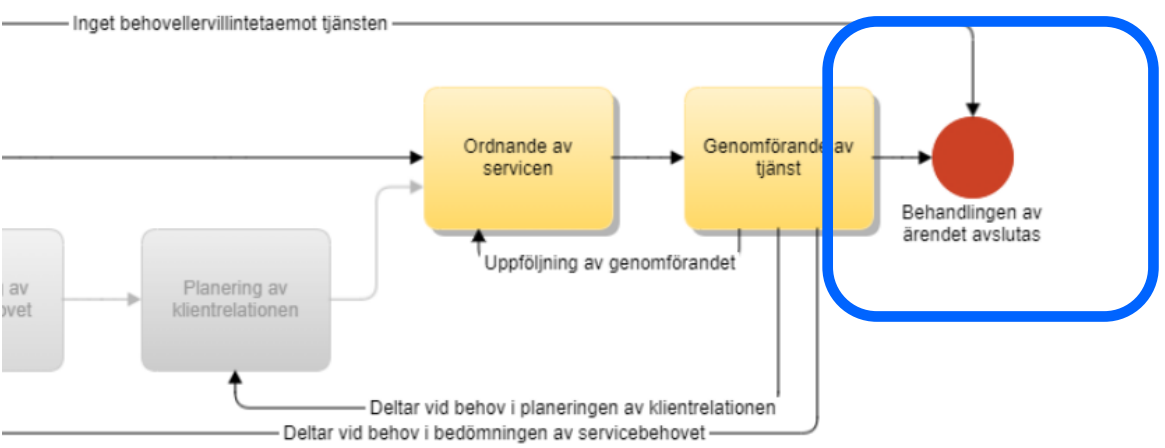 Inget behovellervillintetaemot tjänsten
Ordnande av
servicen
Genomförande av
tjänst
Behandlingen av
ärendet avslutas
Uppföljning av genomförandet
av
Planering av
klientrelationen
Deltar vid behov i planeringen av klientrelationen
Deltar vid behov i bedömningen av servicebehovet